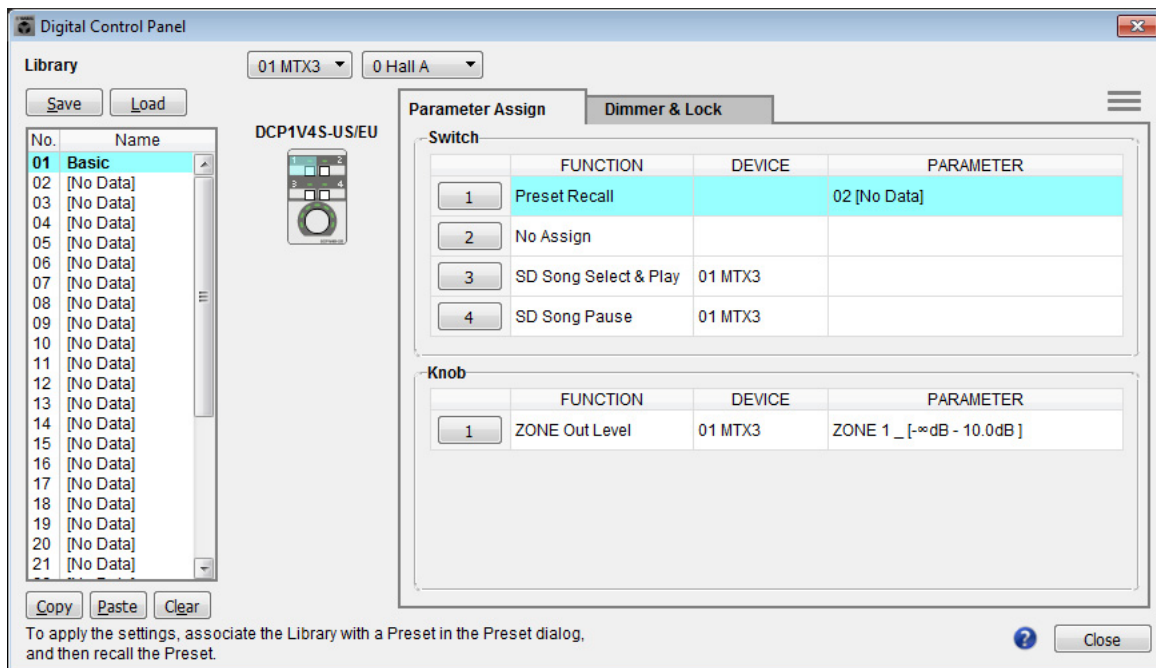 Digital Control Panel
Library
01 MTX3
0 Hall A
Save
Load
No. Name
01 Basic
02 [No Data]
03 [No Data]
04 [No Data]
05 [No Data]
06 [No Data]
07 [No Data]
08 [No Data]
09 [No Data]
10 [No Data]
11 [No Data]
12 [No Data]
13 [No Data]
14 [No Data]
15 [No Data]
16 [No Data]
17 [No Data]
18 [No Data]
19 [No Data]
20 [No Data]
21 [No Data]
Copy
Paste
Clear
DCP1V4S-US/EU
1 - - 2
3 - - 4
Parameter Assign
Dimmer & Lock
Switch
FUNCTION DEVICE PARAMETER
1 Preset Recall 02 [No Data]
2 No Assign
3 SD Song Select & Play 01 MTX3
4 SD Song Pause 01 MTX3
Knob
FUNCTION DEVICE PARAMETER
1 ZONE Out Level 01 MTX3 ZONE 1 _ [-∞dB - 10.0dB ]
To apply the settings, associate the Library with a Preset in the Preset dialog,
and then recall the Preset.
?
Close